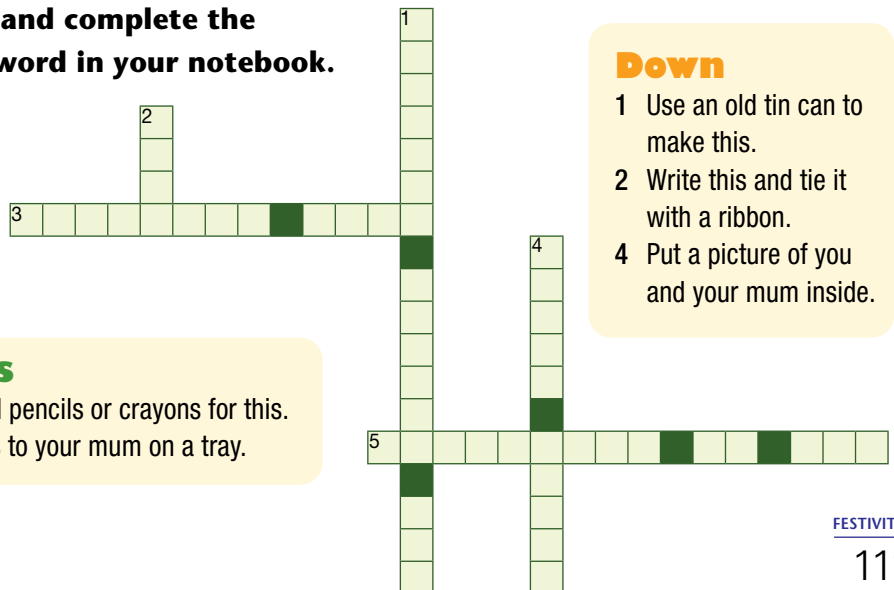 and complete the
word in your notebook.
1
2
3
4
5
Down
1 Use an old tin can to
make this.
2 Write this and tie it
with a ribbon.
4 Put a picture of you
and your mum inside.
s
pencils or crayons for this.
to your mum on a tray.
FESTIVIT
11